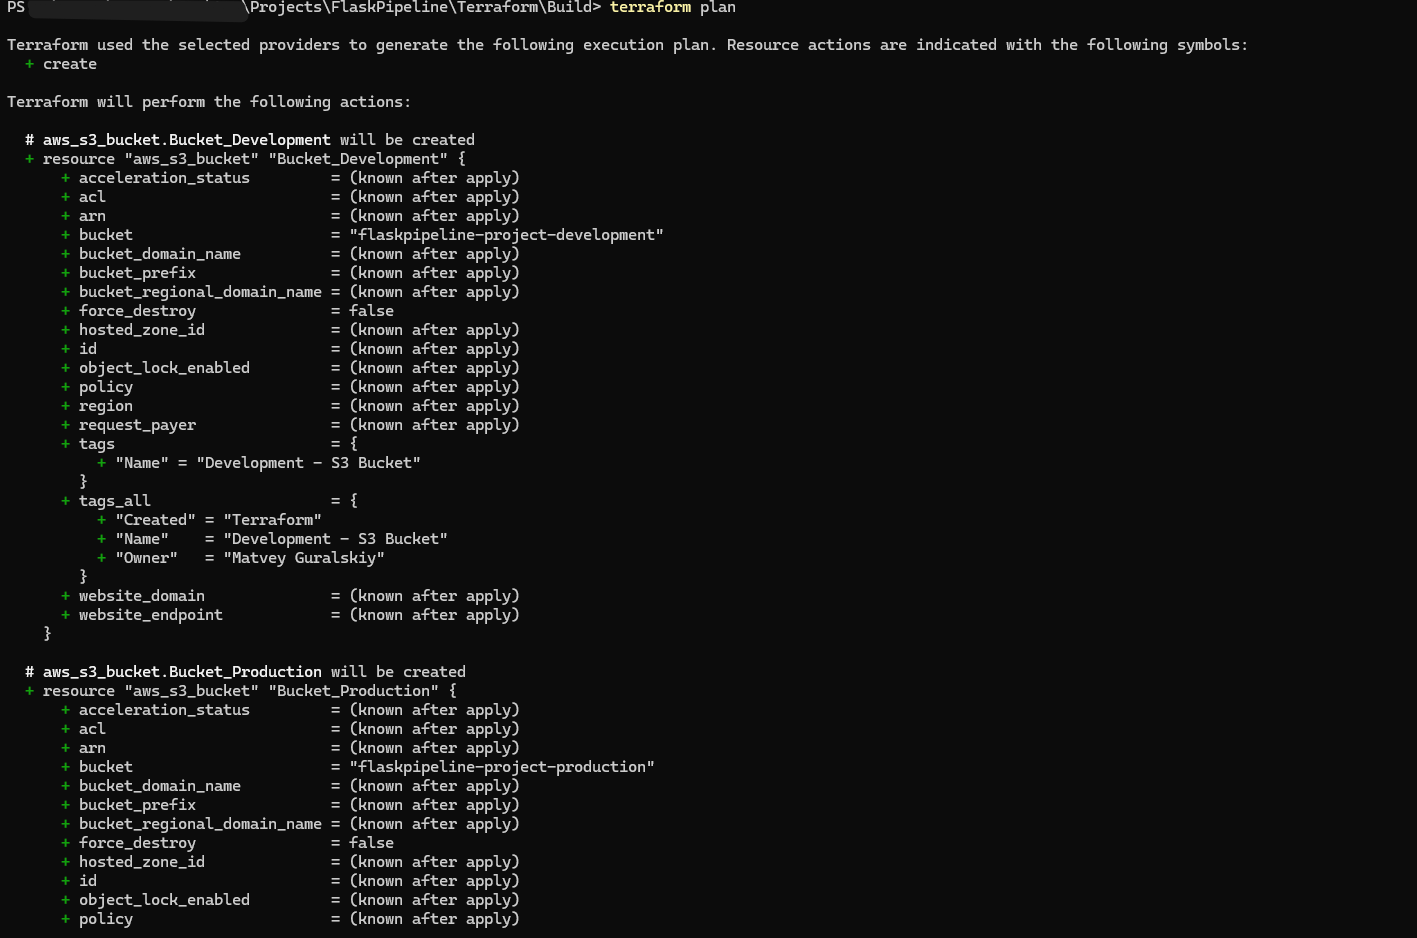 PS \Projects\FlaskPipeline\Terraform\Build> terraform plan
Terraform used the selected providers to generate the following execution plan. Resource actions are indicated with the following symbols:
  + create
Terraform will perform the following actions:
  # aws_s3_bucket.Bucket_Development will be created
  + resource "aws_s3_bucket" "Bucket_Development" {
      + acceleration_status         = (known after apply)
      + acl                         = (known after apply)
      + arn                         = (known after apply)
      + bucket                      = "flaskpipeline-project-development"
      + bucket_domain_name          = (known after apply)
      + bucket_prefix               = (known after apply)
      + bucket_regional_domain_name = (known after apply)
      + force_destroy               = false
      + hosted_zone_id              = (known after apply)
      + id                          = (known after apply)
      + object_lock_enabled         = (known after apply)
      + policy                      = (known after apply)
      + region                      = (known after apply)
      + request_payer               = (known after apply)
      + tags                        = {
          + "Name" = "Development - S3 Bucket"
        }
      + tags_all                    = {
          + "Created" = "Terraform"
          + "Name"    = "Development - S3 Bucket"
          + "Owner"   = "Matvey Guralskiy"
        }
      + website_domain              = (known after apply)
      + website_endpoint            = (known after apply)
    }
  # aws_s3_bucket.Bucket_Production will be created
  + resource "aws_s3_bucket" "Bucket_Production" {
      + acceleration_status         = (known after apply)
      + acl                         = (known after apply)
      + arn                         = (known after apply)
      + bucket                      = "flaskpipeline-project-production"
      + bucket_domain_name          = (known after apply)
      + bucket_prefix               = (known after apply)
      + bucket_regional_domain_name = (known after apply)
      + force_destroy               = false
      + hosted_zone_id              = (known after apply)
      + id                          = (known after apply)
      + object_lock_enabled         = (known after apply)
      + policy                      = (known after apply)